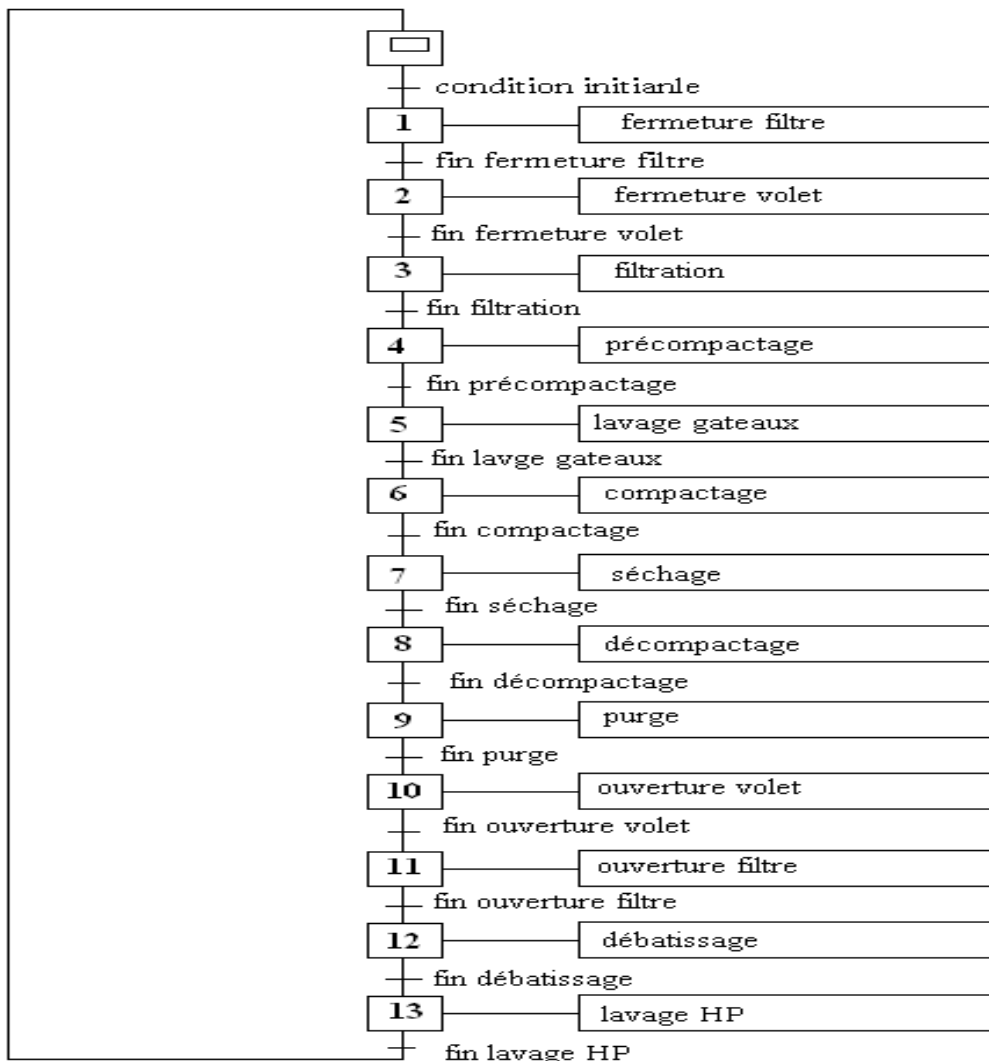 condition initianle
1 fermeture filtre
fin fermeture filtre
2 fermeture volet
fin fermeture volet
3 filtration
fin filtration
4 précompactage
fin précompactage
5 lavage gateaux
fin lavge gateaux
6 compactage
fin compactage
7 séchage
fin séchage
8 décompactage
fin décompactage
9 purge
fin purge
10 ouverture volet
fin ouverture volet
11 ouverture filtre
fin ouverture filtre
12 débatissage
fin débatissage
13 lavage HP
fin lavage HP